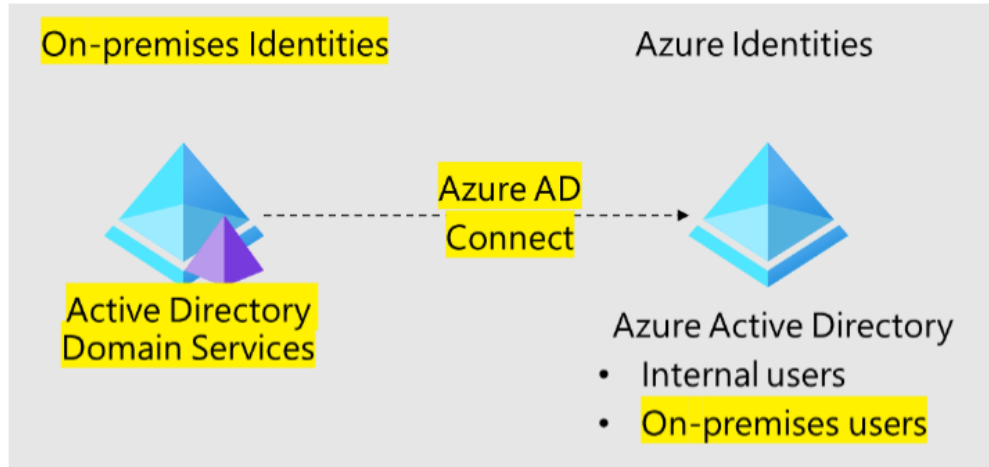 On-premises Identities
Azure Identities
Azure AD
Connect
Active Directory
Domain Services
Azure Active Directory
• Internal users
• On-premises users